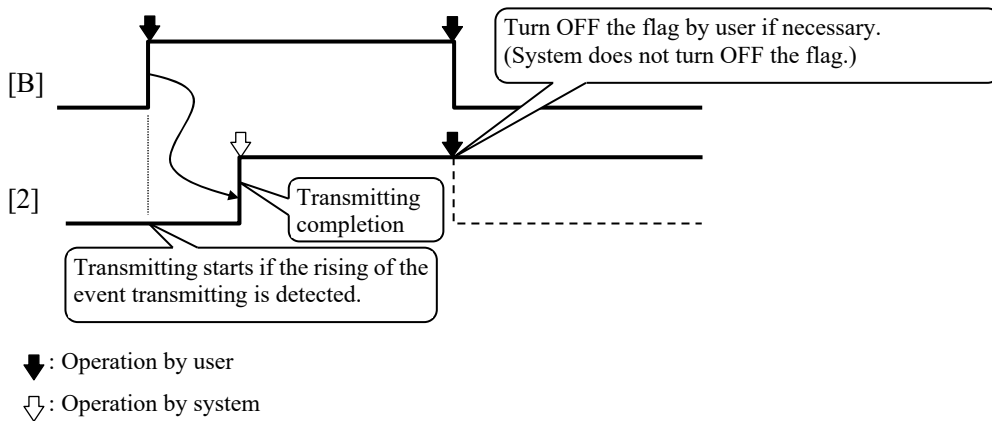 Turn OFF the flag by user if necessary.
(System does not turn OFF the flag.)
[B]
[2]
Transmitting
completion
Transmitting starts if the rising of the
event transmitting is detected.
: Operation by user
: Operation by system